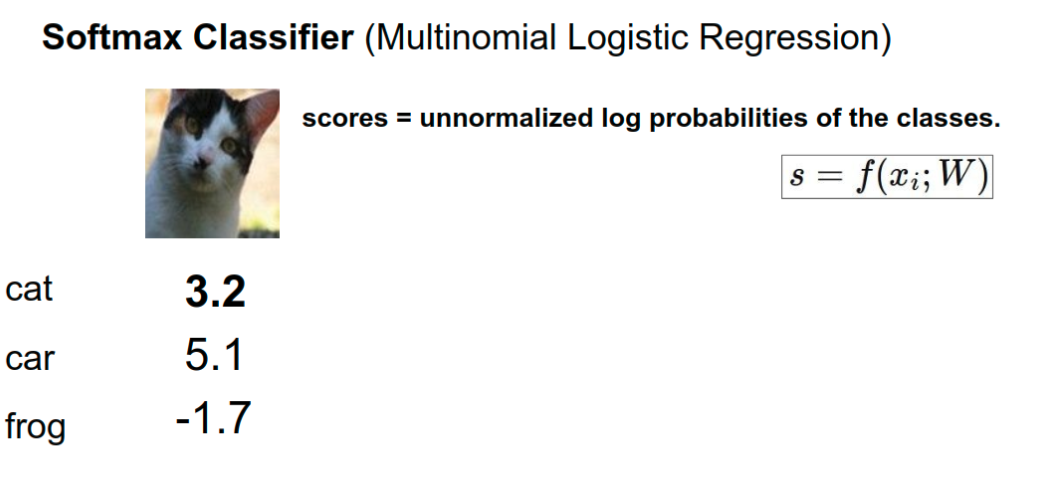 Softmax Classifier (Multinomial Logistic Regression)
scores = unnormalized log probabilities of the classes.
s = f(xᵢ; W)
cat 3.2
car 5.1
frog -1.7